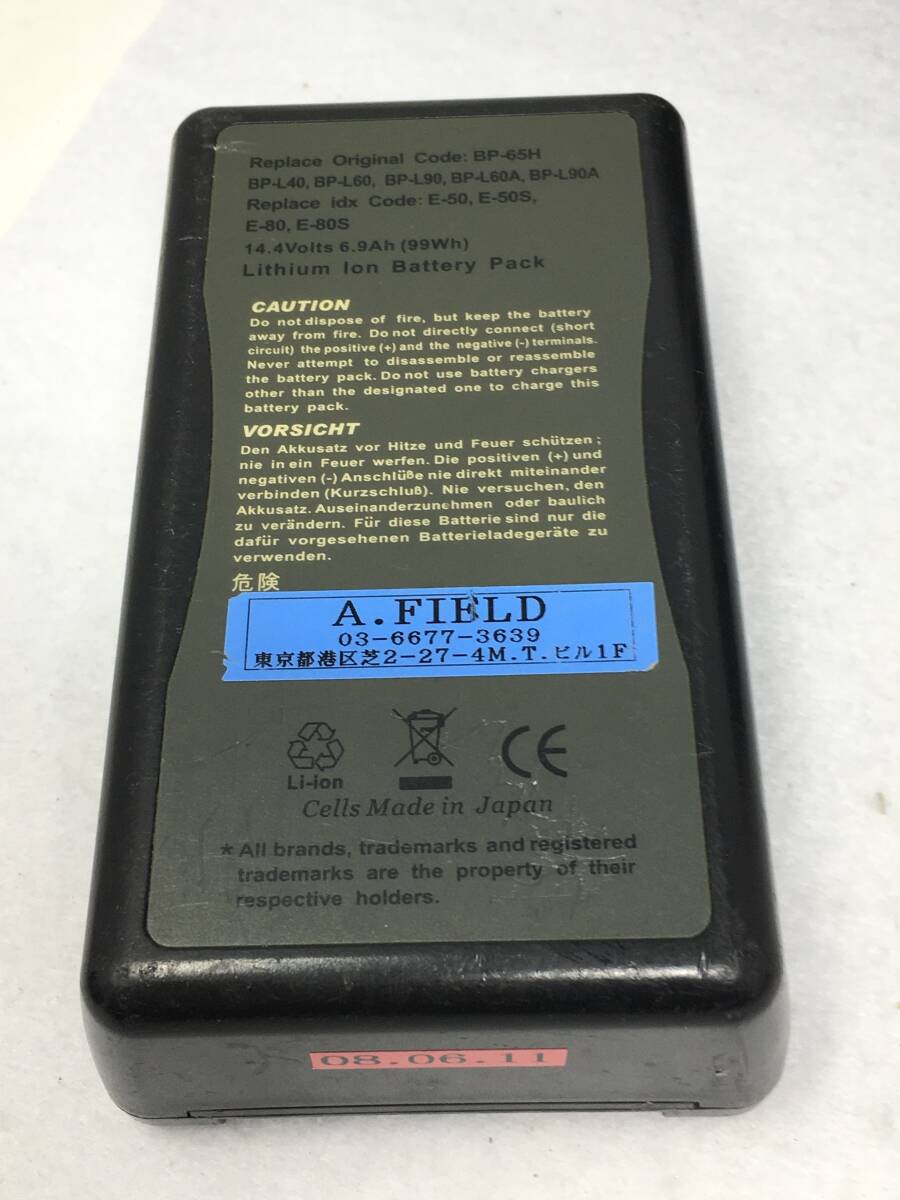 Replace Original Code: BP-65H
BP-L40, BP-L60, BP-L90, BP-L60A, BP-L90A
Replace idx Code: E-50, E-50S,
E-80, E-80S
14.4Volts 6.9Ah (99Wh)
Lithium Ion Battery Pack
CAUTION
Do not dispose of fire, but keep the battery
away from fire. Do not directly connect (short
circuit) the positive (+) and the negative (-) terminals.
Never attempt to disassemble or reassemble
the battery pack. Do not use battery chargers
other than the designated one to charge this
battery pack.
VORSICHT
Den Akkusatz vor Hitze und Feuer schützen ;
nie in ein Feuer werfen. Die positiven (+) und
negativen (-) Anschlüße nie direkt miteinander
verbinden (Kurzschluß). Nie versuchen, den
Akkusatz. Auseinanderzunehmen oder baulich
zu verändern. Für diese Batterie sind nur die
dafür vorgesehenen Batterieladegeräte zu
verwenden.
危険
A.FIELD
03-6677-3639
東京都港区芝2-27-4M.T.ビル1F
Li-ion
CE
Cells Made in Japan
* All brands, trademarks and registered
trademarks are the property of their
respective holders.
08.06.11